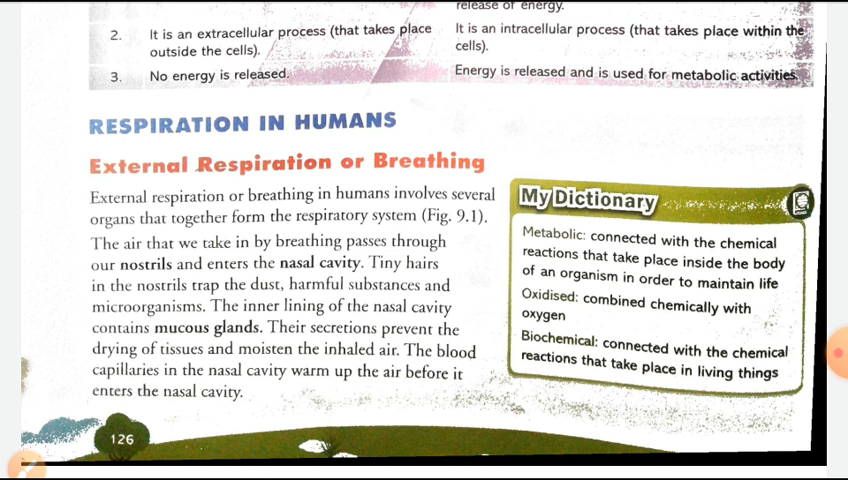 release of energy.
2. It is an extracellular process (that takes place
outside the cells).
It is an intracellular process (that takes place within the
cells).
3. No energy is released.
Energy is released and is used for metabolic activities.
RESPIRATION IN HUMANS
External Respiration or Breathing
External respiration or breathing in humans involves several
organs that together form the respiratory system (Fig. 9.1).
The air that we take in by breathing passes through
our nostrils and enters the nasal cavity. Tiny hairs
in the nostrils trap the dust, harmful substances and
microorganisms. The inner lining of the nasal cavity
contains mucous glands. Their secretions prevent the
drying of tissues and moisten the inhaled air. The blood
capillaries in the nasal cavity warm up the air before it
enters the nasal cavity.
My Dictionary
Metabolic: connected with the chemical
reactions that take place inside the body
of an organism in order to maintain life
Oxidised: combined chemically with
oxygen
Biochemical: connected with the chemical
reactions that take place in living things
126